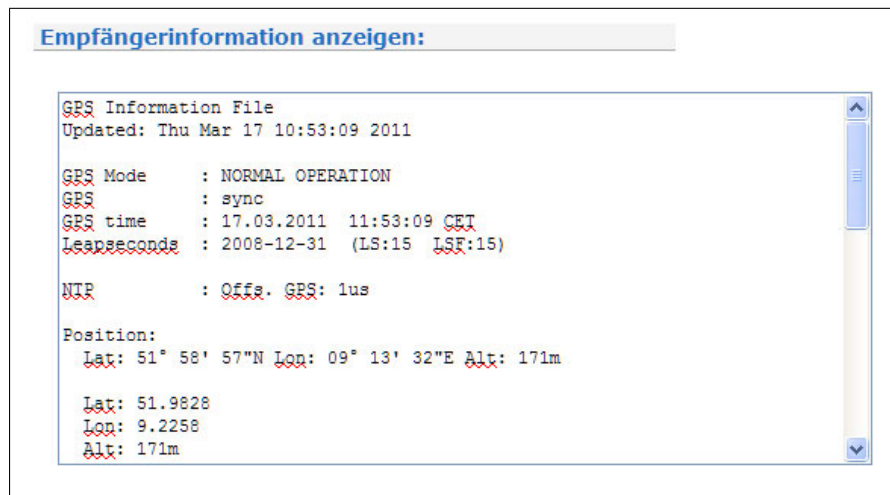 Empfängerinformation anzeigen:
GPS Information File
Updated: Thu Mar 17 10:53:09 2011
GPS Mode : NORMAL OPERATION
GPS : sync
GPS time : 17.03.2011 11:53:09 CET
Leapseconds : 2008-12-31 (LS:15 LSF:15)
NTP : Offs. GPS: 1us
Position:
Lat: 51° 58' 57"N Lon: 09° 13' 32"E Alt: 171m
Lat: 51.9828
Lon: 9.2258
Alt: 171m